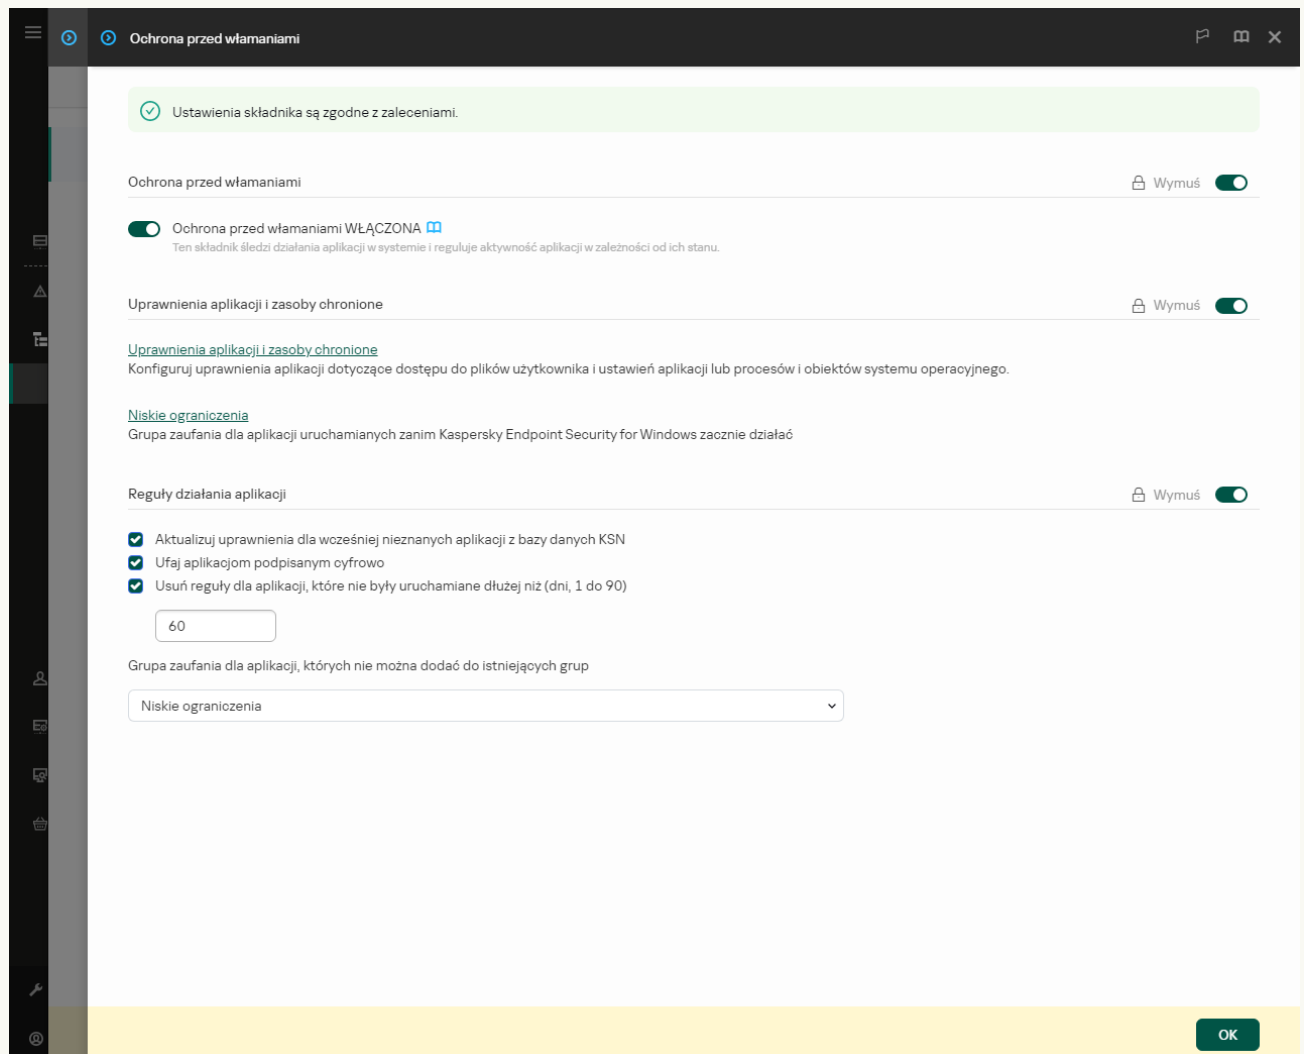 Ochrona przed włamaniami
Ustawienia składnika są zgodne z zaleceniami.
Ochrona przed włamaniami
Wymuś
Ochrona przed włamaniami WŁĄCZONA
Ten składnik śledzi działania aplikacji w systemie i reguluje aktywność aplikacji w zależności od ich stanu.
Uprawnienia aplikacji i zasoby chronione
Wymuś
Uprawnienia aplikacji i zasoby chronione
Konfiguruj uprawnienia aplikacji dotyczące dostępu do plików użytkownika i ustawień aplikacji lub procesów i obiektów systemu operacyjnego.
Niskie ograniczenia
Grupa zaufania dla aplikacji uruchamianych zanim Kaspersky Endpoint Security for Windows zacznie działać
Reguły działania aplikacji
Wymuś
Aktualizuj uprawnienia dla wcześniej nieznanych aplikacji z bazy danych KSN
Ufaj aplikacjom podpisanym cyfrowo
Usuń reguły dla aplikacji, które nie były uruchamiane dłużej niż (dni, 1 do 90)
60
Grupa zaufania dla aplikacji, których nie można dodać do istniejących grup
Niskie ograniczenia
OK